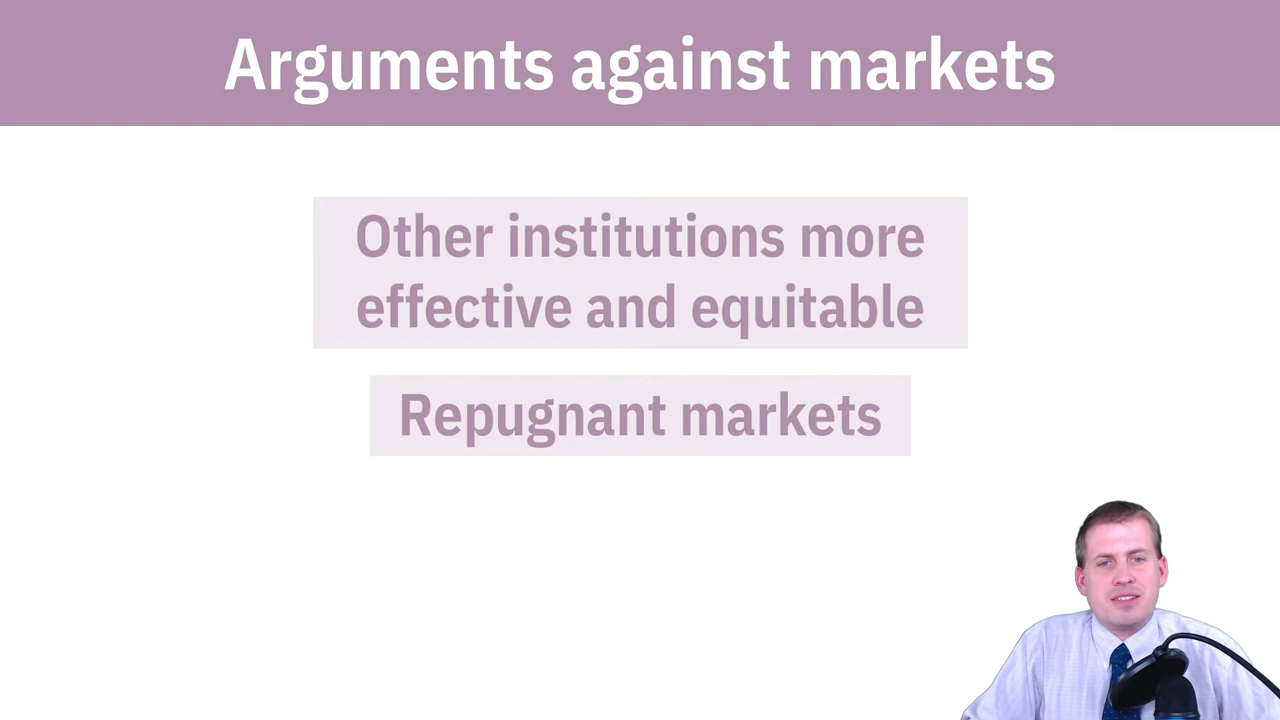 Arguments against markets
Other institutions more
effective and equitable
Repugnant markets